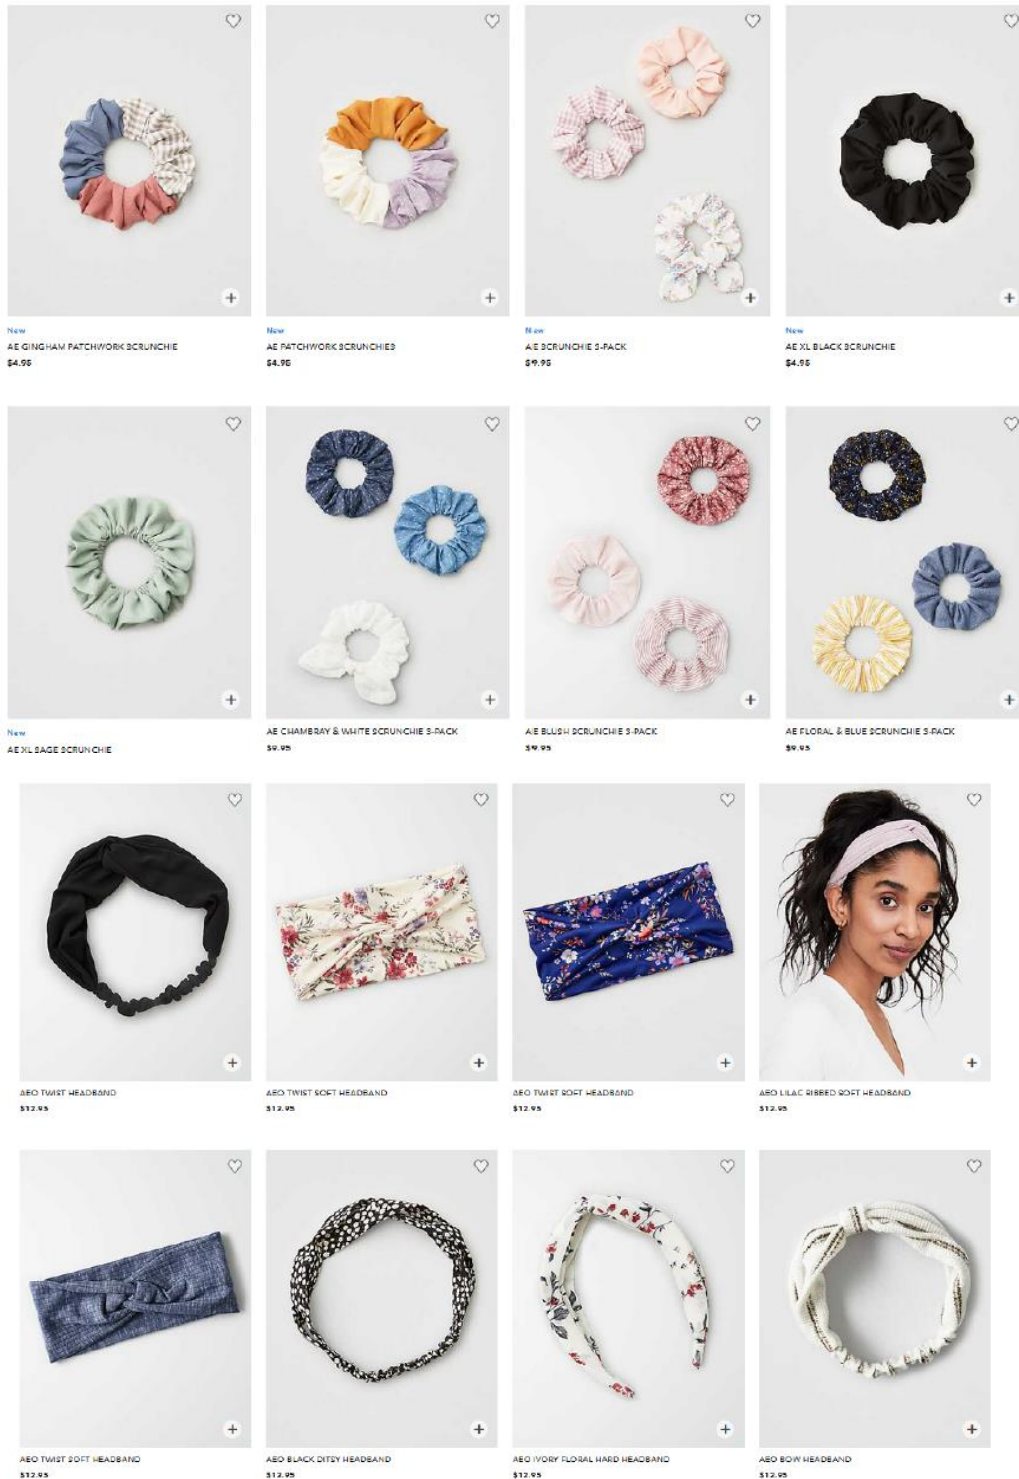 New
AE GINGHAM PATCHWORK SCRUNCHIE
$4.95
New
AE PATCHWORK SCRUNCHIES
$4.95
New
AE SCRUNCHIE 3-PACK
$9.95
New
AE XL BLACK SCRUNCHIE
$4.95
New
AE XL SAGE SCRUNCHIE
AE CHAMBRAY & WHITE SCRUNCHIE 3-PACK
$9.95
AE BLUSH SCRUNCHIE 3-PACK
$9.95
AE FLORAL & BLUE SCRUNCHIE 3-PACK
$9.95
AEO TWIST HEADBAND
$12.95
AEO TWIST SOFT HEADBAND
$12.95
AEO TWIST SOFT HEADBAND
$12.95
AEO LILAC RIBBED SOFT HEADBAND
$12.95
AEO TWIST SOFT HEADBAND
$12.95
AEO BLACK DITSY HEADBAND
$12.95
AEO IVORY FLORAL HARD HEADBAND
$12.95
AEO BOW HEADBAND
$12.95